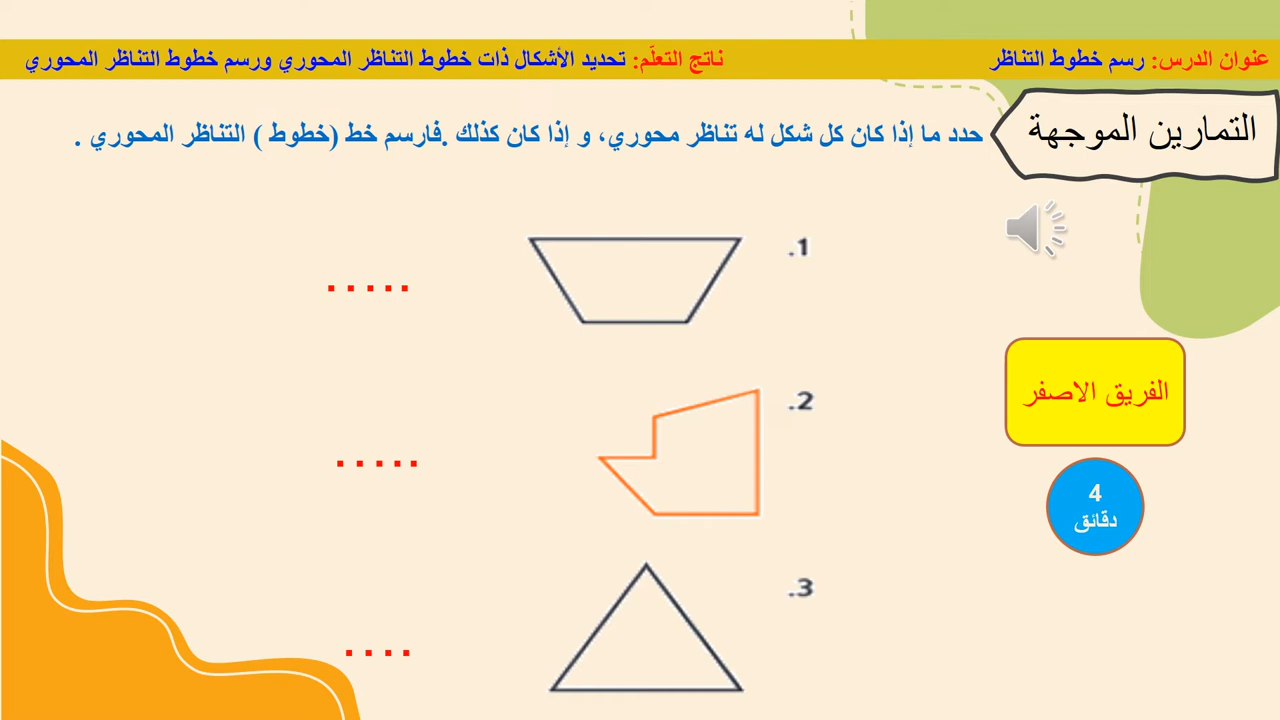 عنوان الدرس: رسم خطوط التناظر
ناتج التعلّم: تحديد الأشكال ذات خطوط التناظر المحوري ورسم خطوط التناظر المحوري
التمارين الموجهة
حدد ما إذا كان كل شكل له تناظر محوري، و إذا كان كذلك .فارسم خط (خطوط ) التناظر المحوري .
.1
.....
.2
.....
.3
....
الفريق الاصفر
4
دقائق